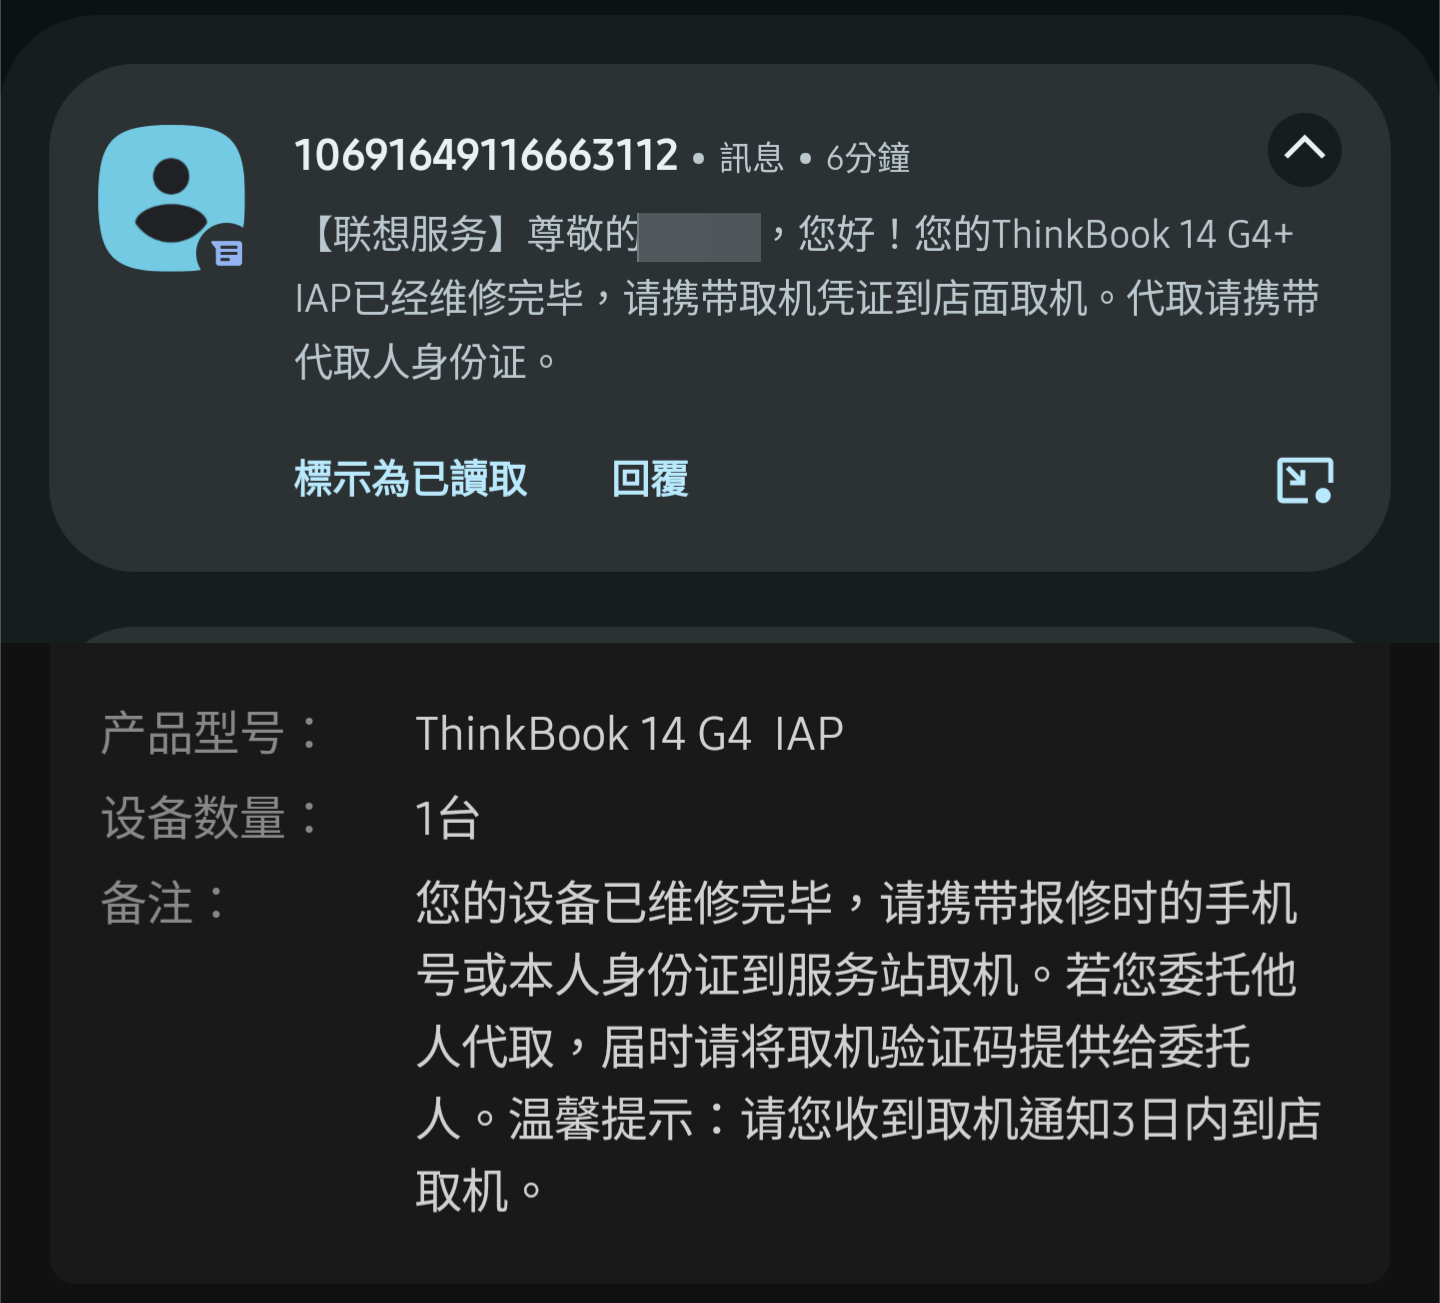 10691649116663112 • 訊息 • 6分鐘
【联想服务】尊敬的，您好！您的ThinkBook 14 G4+
IAP已经维修完毕，请携带取机凭证到店面取机。代取请携带
代取人身份证。
標示為已讀取 回覆
产品型号： ThinkBook 14 G4 IAP
设备数量： 1台
备注： 您的设备已维修完毕，请携带报修时的手机
号或本人身份证到服务站取机。若您委托他
人代取，届时请将取机验证码提供给委托
人。温馨提示：请您收到取机通知3日内到店
取机。